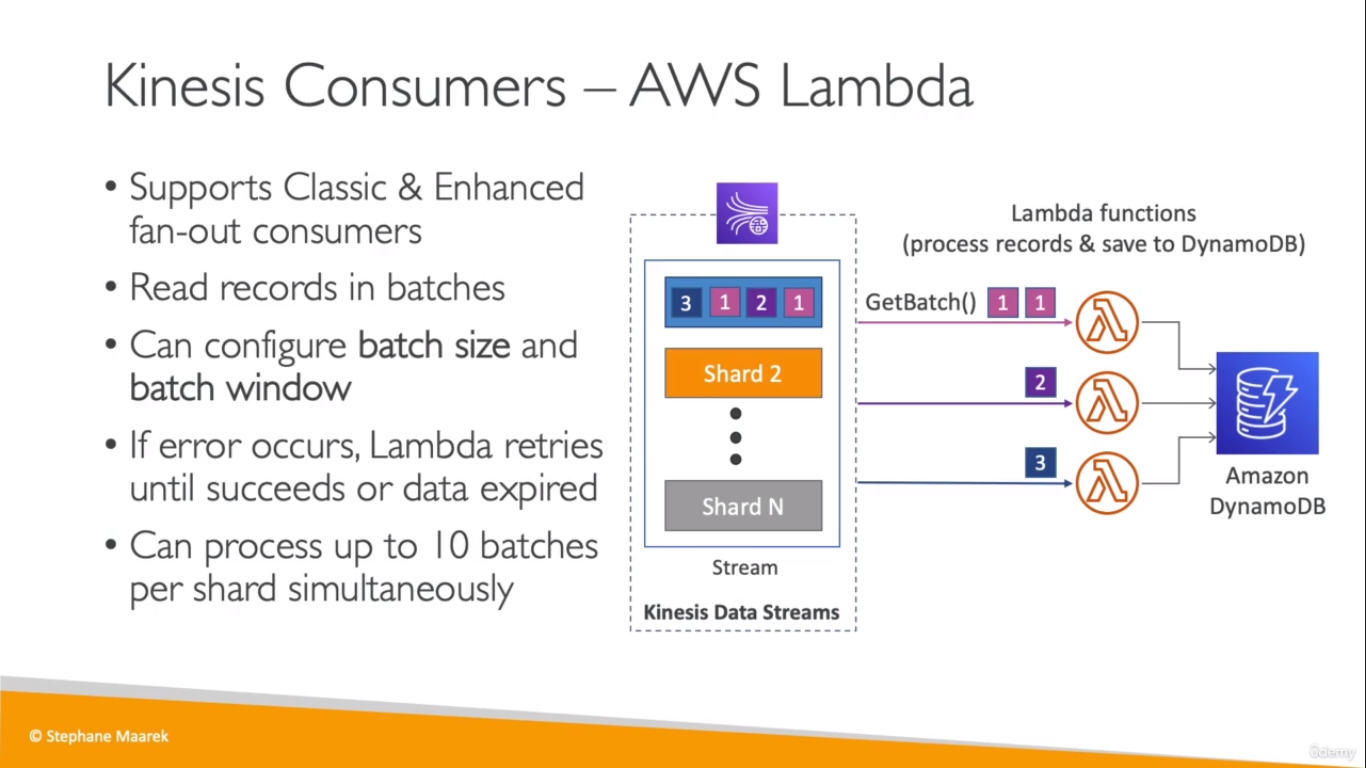 Kinesis Consumers – AWS Lambda
• Supports Classic & Enhanced
fan-out consumers
• Read records in batches
• Can configure batch size and
batch window
• If error occurs, Lambda retries
until succeeds or data expired
• Can process up to 10 batches
per shard simultaneously
3 1 2 1
Shard 2
Shard N
Stream
Kinesis Data Streams
Lambda functions
(process records & save to DynamoDB)
GetBatch() 1 1
2
3
Amazon
DynamoDB
© Stephane Maarek
ûdemy